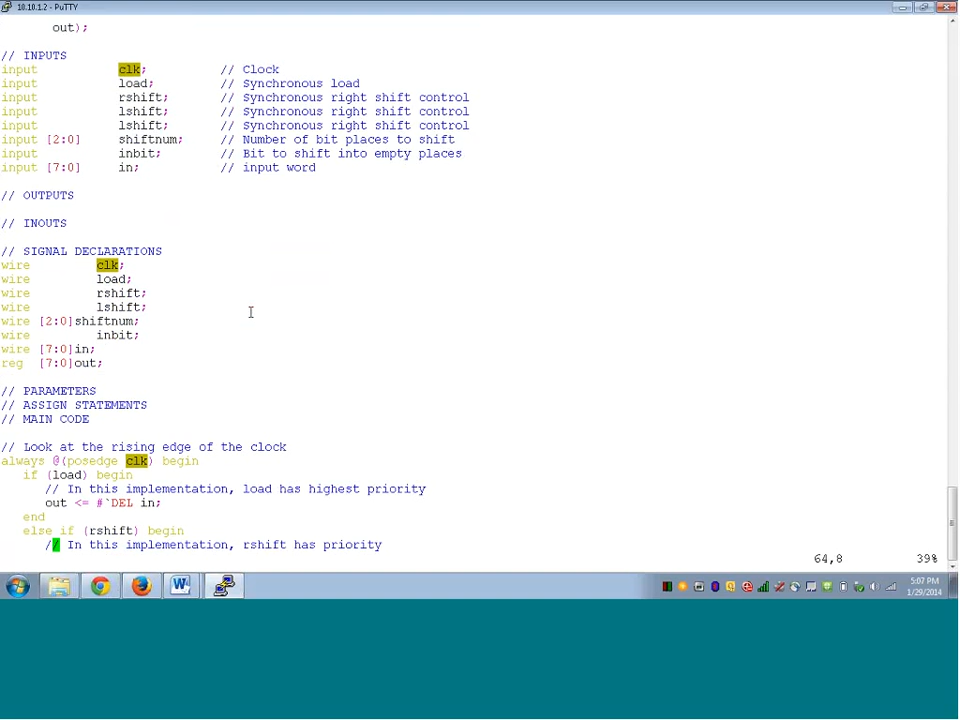 10.10.1.2 - PuTTY
out);
// INPUTS
input clk; // Clock
input load; // Synchronous load
input rshift; // Synchronous right shift control
input lshift; // Synchronous right shift control
input lshift; // Synchronous right shift control
input [2:0] shiftnum; // Number of bit places to shift
input inbit; // Bit to shift into empty places
input [7:0] in; // input word
// OUTPUTS
// INOUTS
// SIGNAL DECLARATIONS
wire clk;
wire load;
wire rshift;
wire lshift;
wire [2:0]shiftnum;
wire inbit;
wire [7:0]in;
reg [7:0]out;
// PARAMETERS
// ASSIGN STATEMENTS
// MAIN CODE
// Look at the rising edge of the clock
always @(posedge clk) begin
if (load) begin
// In this implementation, load has highest priority
out <= #`DEL in;
end
else if (rshift) begin
// In this implementation, rshift has priority
64,8 39%
5:07 PM
1/29/2014